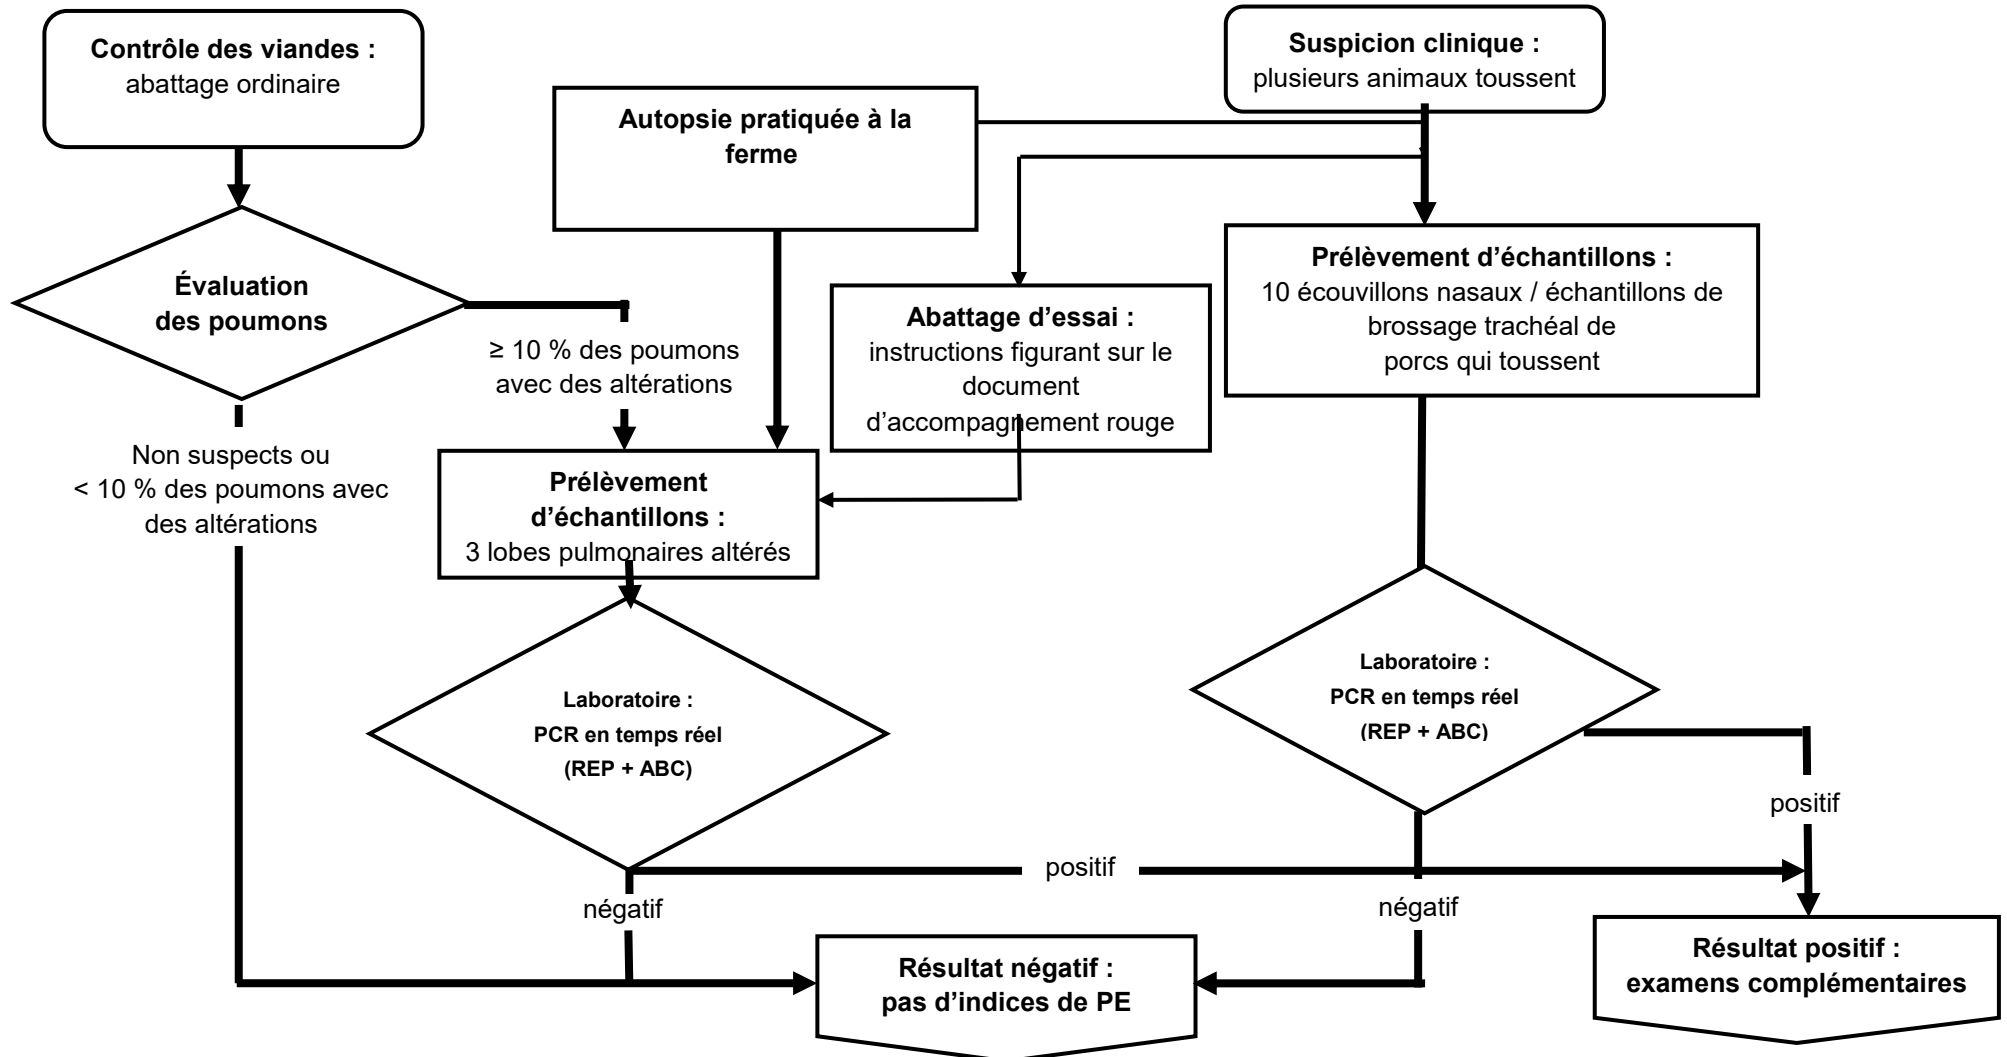 Contrôle des viandes :
abattage ordinaire
Suspicion clinique :
plusieurs animaux toussent
Autopsie pratiquée à la
ferme
Évaluation
des poumons
≥ 10 % des poumons
avec des altérations
Abattage d’essai :
instructions figurant sur le
document
d’accompagnement rouge
Prélèvement d’échantillons :
10 écouvillons nasaux / échantillons de
brossage trachéal de
porcs qui toussent
Non suspects ou
< 10 % des poumons avec
des altérations
Prélèvement
d’échantillons :
3 lobes pulmonaires altérés
Laboratoire :
PCR en temps réel
(REP + ABC)
Laboratoire :
PCR en temps réel
(REP + ABC)
positif
positif
négatif
négatif
Résultat négatif :
pas d’indices de PE
Résultat positif :
examens complémentaires